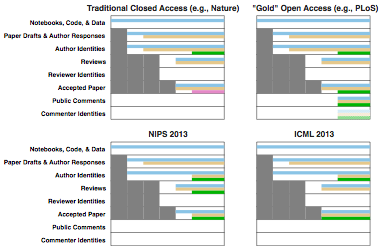 Traditional Closed Access (e.g., Nature)
"Gold" Open Access (e.g., PLoS)
Notebooks, Code, & Data
Paper Drafts & Author Responses
Author Identities
Reviews
Reviewer Identities
Accepted Paper
Public Comments
Commenter Identities
NIPS 2013
ICML 2013
Notebooks, Code, & Data
Paper Drafts & Author Responses
Author Identities
Reviews
Reviewer Identities
Accepted Paper
Public Comments
Commenter Identities